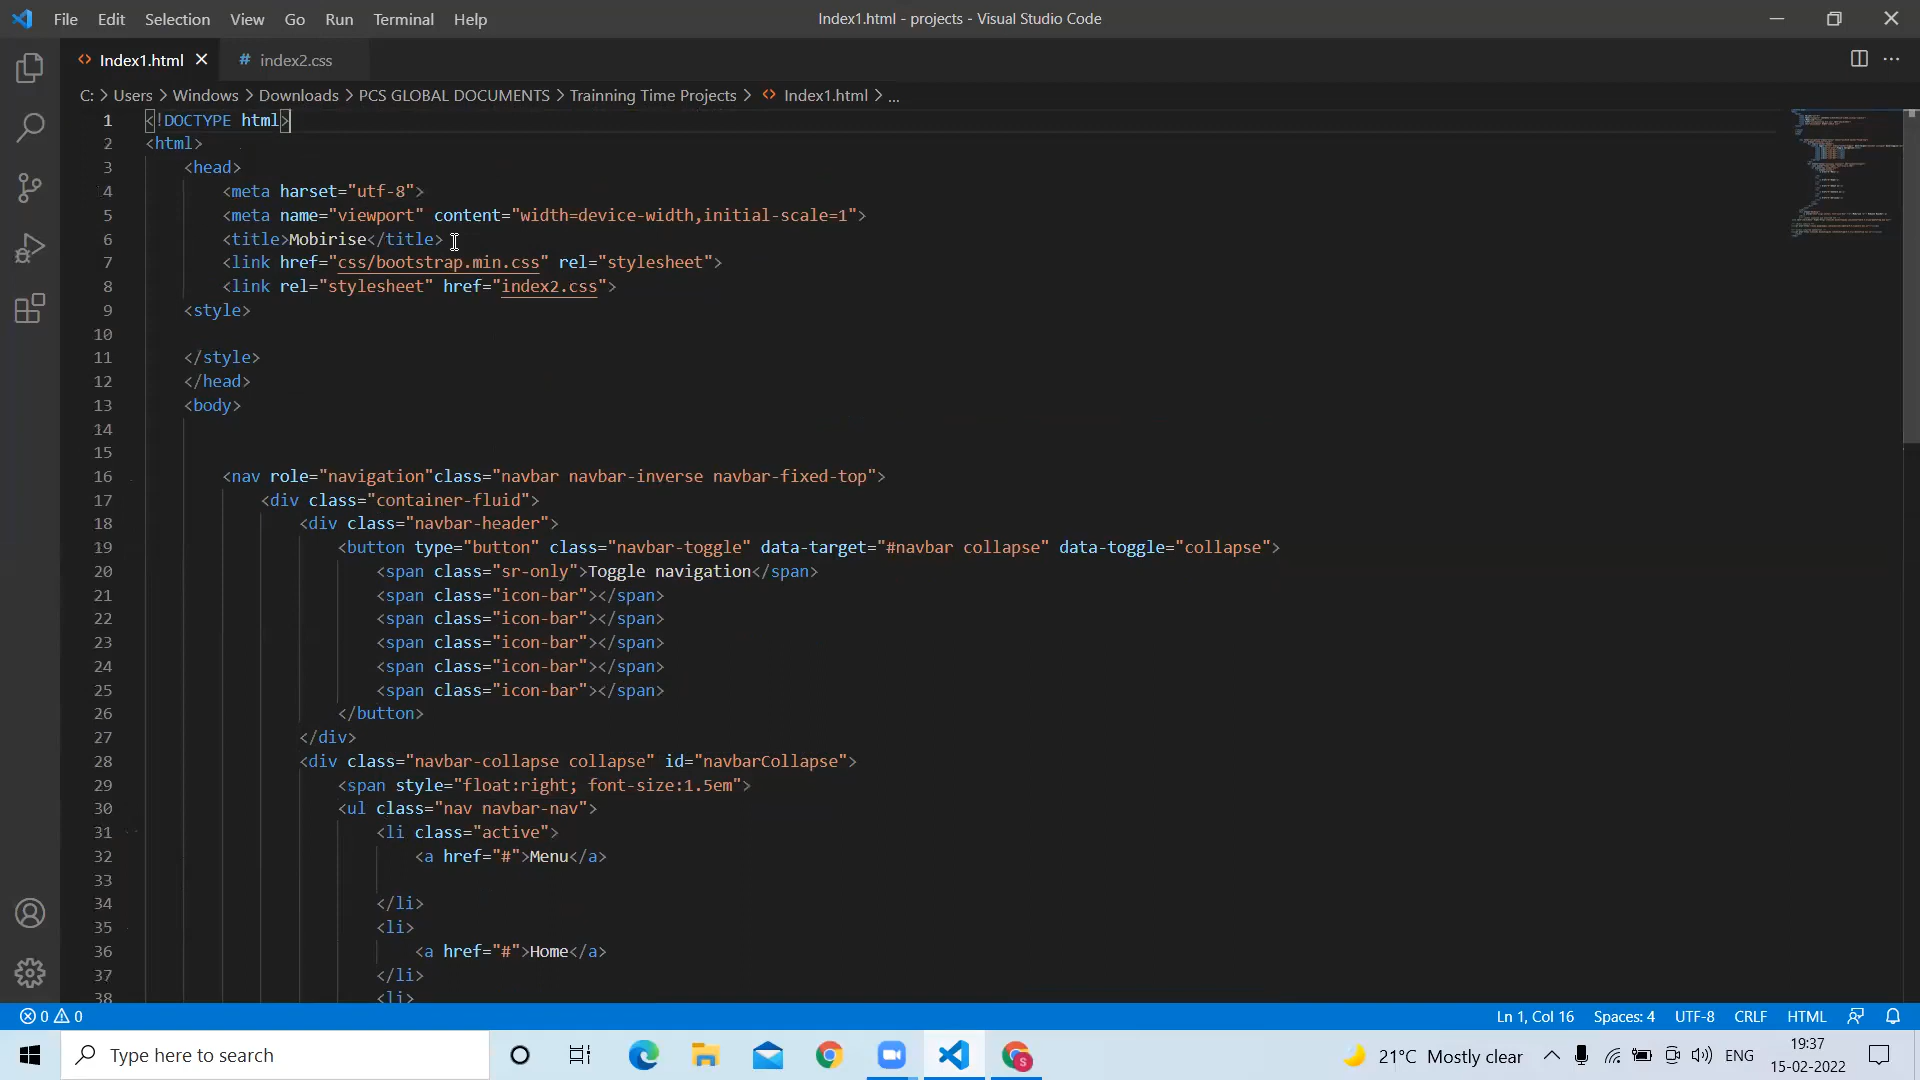 File Edit Selection View Go Run Terminal Help Index1.html - projects - Visual Studio Code
Index1.html index2.css
C: > Users > Windows > Downloads > PCS GLOBAL DOCUMENTS > Trainning Time Projects > Index1.html > ...
1 <!DOCTYPE html>
2 <html>
3 <head>
4 <meta harset="utf-8">
5 <meta name="viewport" content="width=device-width,initial-scale=1">
6 <title>Mobirise</title>
7 <link href="css/bootstrap.min.css" rel="stylesheet">
8 <link rel="stylesheet" href="index2.css">
9 <style>
10
11 </style>
12 </head>
13 <body>
14
15
16 <nav role="navigation"class="navbar navbar-inverse navbar-fixed-top">
17 <div class="container-fluid">
18 <div class="navbar-header">
19 <button type="button" class="navbar-toggle" data-target="#navbar collapse" data-toggle="collapse">
20 <span class="sr-only">Toggle navigation</span>
21 <span class="icon-bar"></span>
22 <span class="icon-bar"></span>
23 <span class="icon-bar"></span>
24 <span class="icon-bar"></span>
25 <span class="icon-bar"></span>
26 </button>
27 </div>
28 <div class="navbar-collapse collapse" id="navbarCollapse">
29 <span style="float:right; font-size:1.5em">
30 <ul class="nav navbar-nav">
31 <li class="active">
32 <a href="#">Menu</a>
33
34 </li>
35 <li>
36 <a href="#">Home</a>
37 </li>
38 <li>
0 0 Ln 1, Col 16 Spaces: 4 UTF-8 CRLF HTML
Type here to search 21°C Mostly clear ENG 19:37
15-02-2022